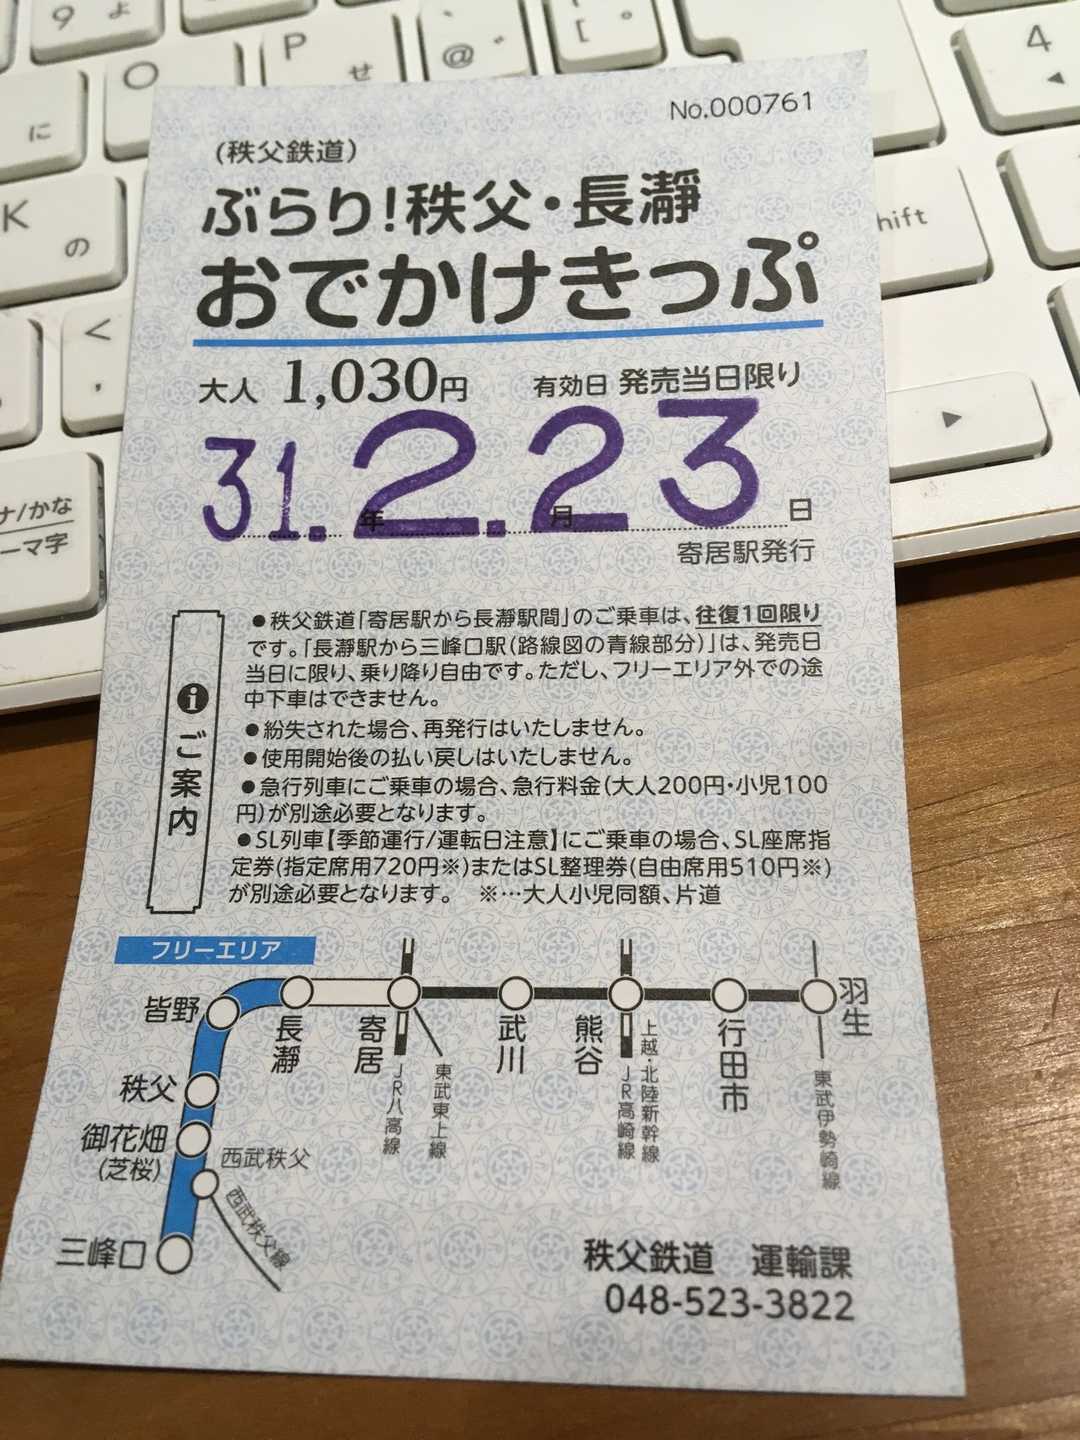 No.000761
(秩父鉄道)
ぶらり!秩父・長瀞
おでかけきっぷ
大人 1,030円 有効日 発売当日限り
31. 年 2. 月 23 日
寄居駅発行
ご案内
●秩父鉄道「寄居駅から長瀞駅間」のご乗車は、往復1回限り
です。「長瀞駅から三峰口駅(路線図の青線部分)」は、発売日
当日に限り、乗り降り自由です。ただし、フリーエリア外での途
中下車はできません。
●紛失された場合、再発行はいたしません。
●使用開始後の払い戻しはいたしません。
●急行列車にご乗車の場合、急行料金(大人200円・小児100
円)が別途必要となります。
●SL列車【季節運行/運転日注意】にご乗車の場合、SL座席指
定券(指定席用720円※)またはSL整理券(自由席用510円※)
が別途必要となります。 ※…大人小児同額、片道
フリーエリア
皆野
長瀞
寄居
武川
熊谷
行田市
羽生
秩父
御花畑
(芝桜)
西武秩父
三峰口
西武秩父線
JR八高線
東武東上線
上越・北陸新幹線
JR高崎線
東武伊勢崎線
秩父鉄道 運輸課
048-523-3822
9 ょ
O
P せ
@ ゛
[ ゜
4
に
K の
hift
<
,
ナ/かな
ーマ字